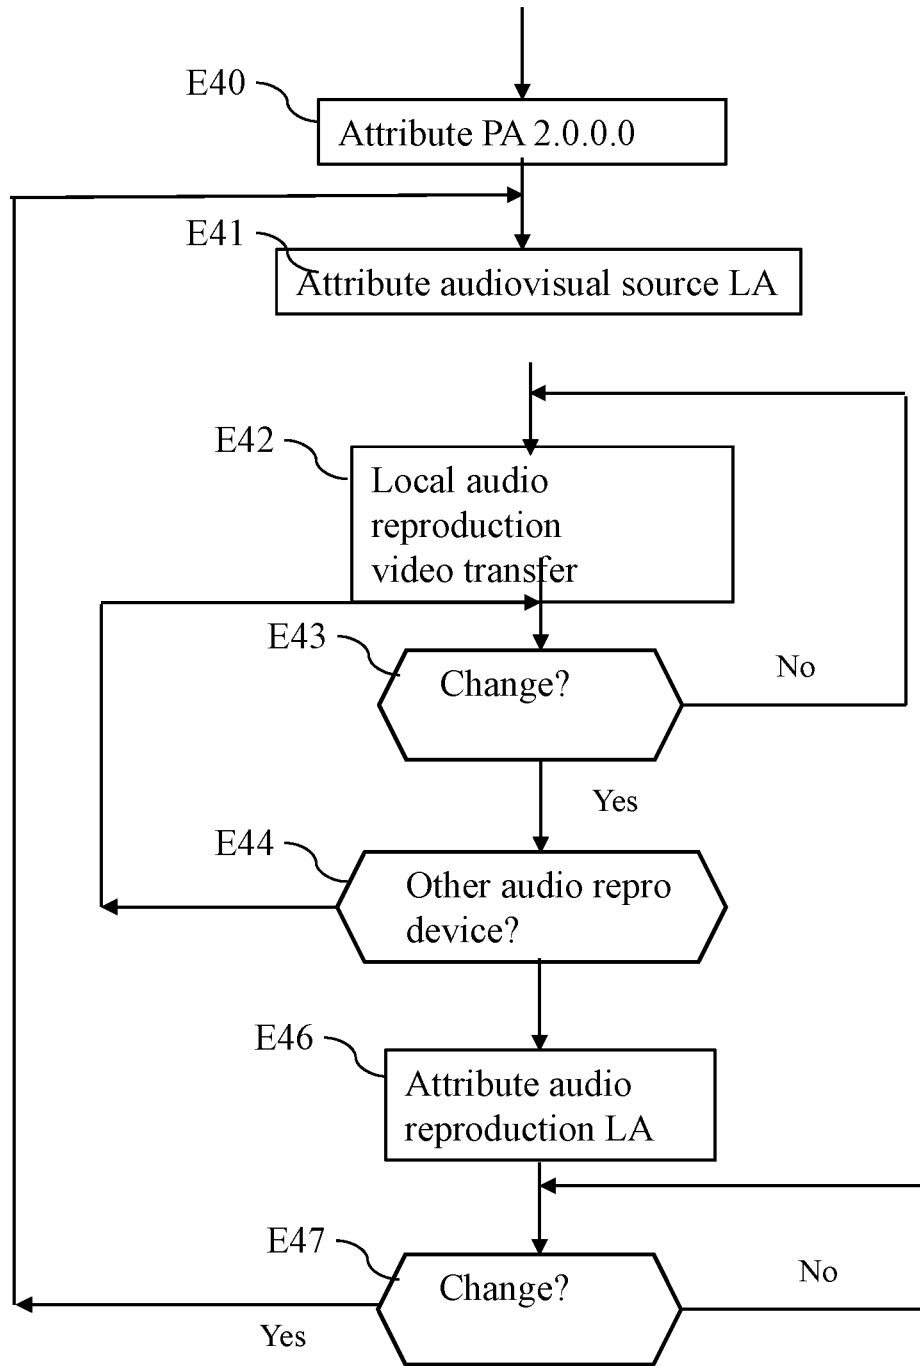 E40
Attribute PA 2.0.0.0
E41
Attribute audiovisual source LA
E42
Local audio
reproduction
video transfer
E43
Change?
No
Yes
E44
Other audio repro
device?
E46
Attribute audio
reproduction LA
E47
Change?
No
Yes